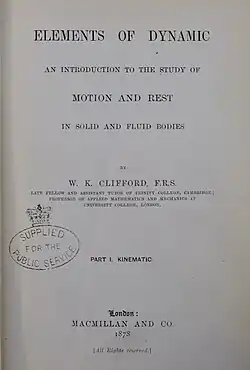 ELEMENTS OF DYNAMIC
AN INTRODUCTION TO THE STUDY OF
MOTION AND REST
IN SOLID AND FLUID BODIES
BY
W. K. CLIFFORD, F.R.S.
LATE FELLOW AND ASSISTANT TUTOR OF TRINITY COLLEGE, CAMBRIDGE;
PROFESSOR OF APPLIED MATHEMATICS AND MECHANICS AT
UNIVERSITY COLLEGE, LONDON.
SUPPLIED
FOR THE
PUBLIC SERVICE
PART I. KINEMATIC.
London:
MACMILLAN AND CO.
1878
[All Rights reserved.]